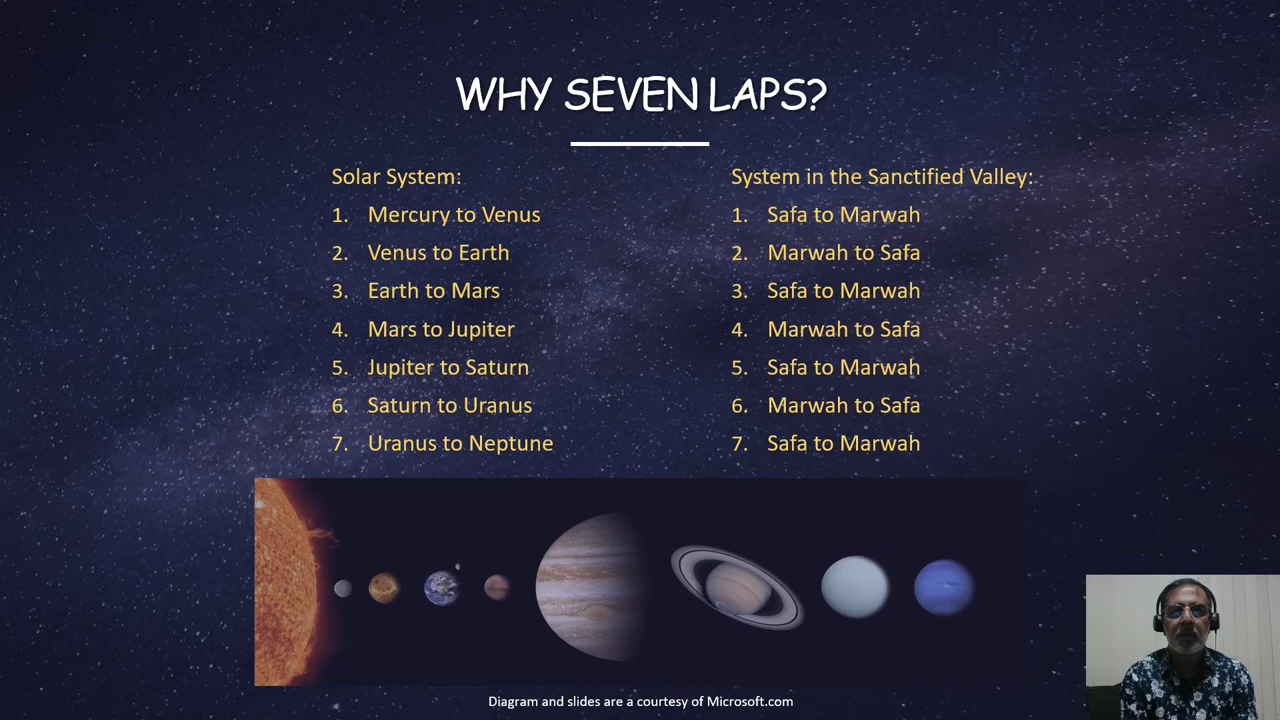 WHY SEVEN LAPS?
Solar System:
1. Mercury to Venus
2. Venus to Earth
3. Earth to Mars
4. Mars to Jupiter
5. Jupiter to Saturn
6. Saturn to Uranus
7. Uranus to Neptune
System in the Sanctified Valley:
1. Safa to Marwah
2. Marwah to Safa
3. Safa to Marwah
4. Marwah to Safa
5. Safa to Marwah
6. Marwah to Safa
7. Safa to Marwah
Diagram and slides are a courtesy of Microsoft.com